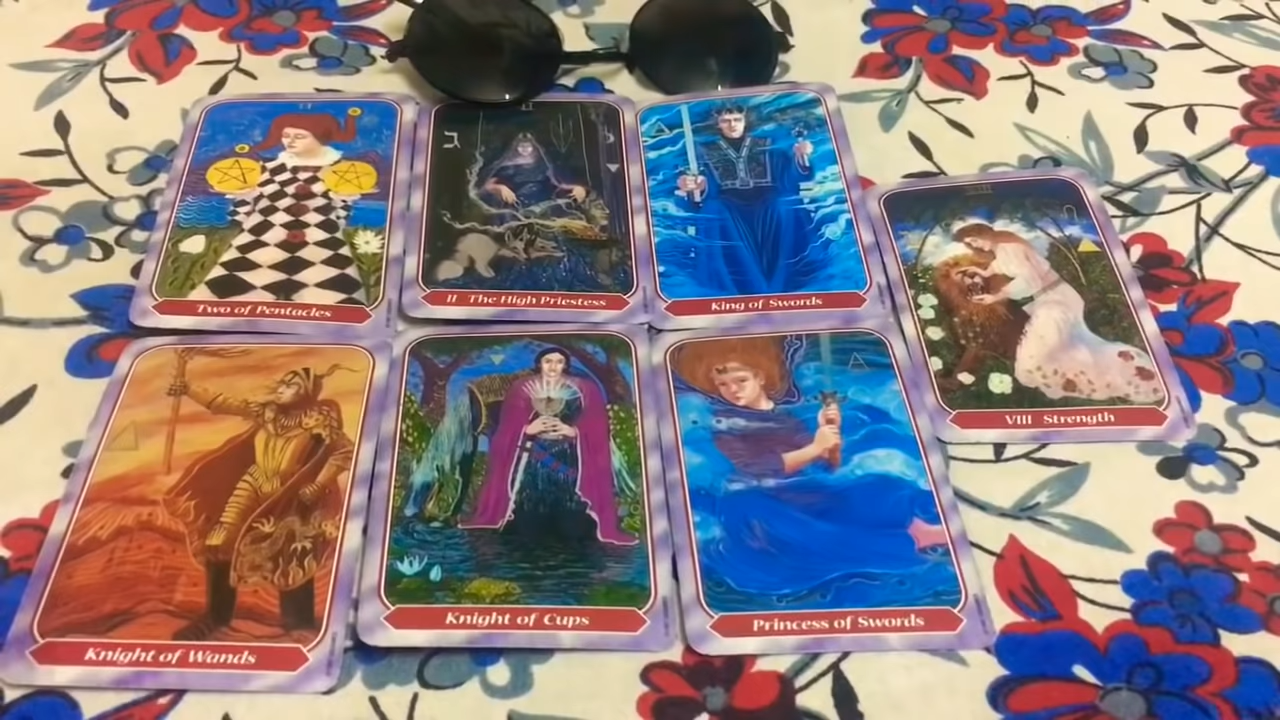 Two of Pentacles
II The High Priestess
King of Swords
VIII Strength
Knight of Wands
Knight of Cups
Princess of Swords